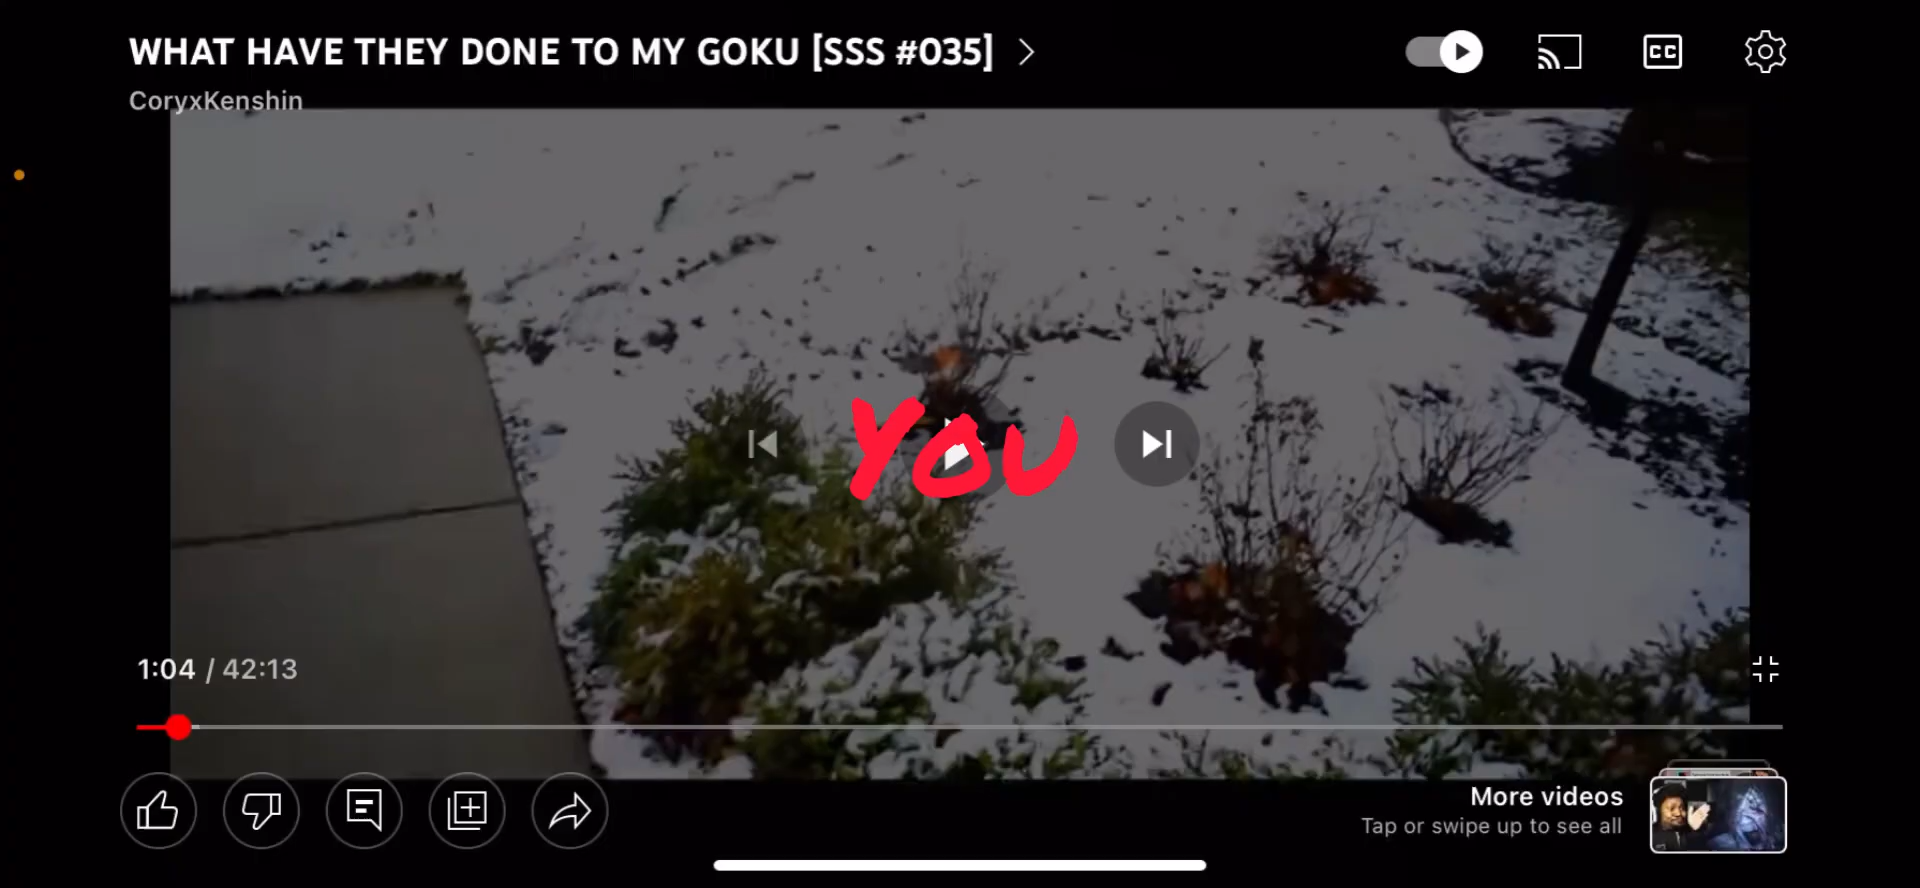 WHAT HAVE THEY DONE TO MY GOKU [SSS #035]
CC
CoryxKenshin
You
1:04 / 42:13
More videos
Tap or swipe up to see all